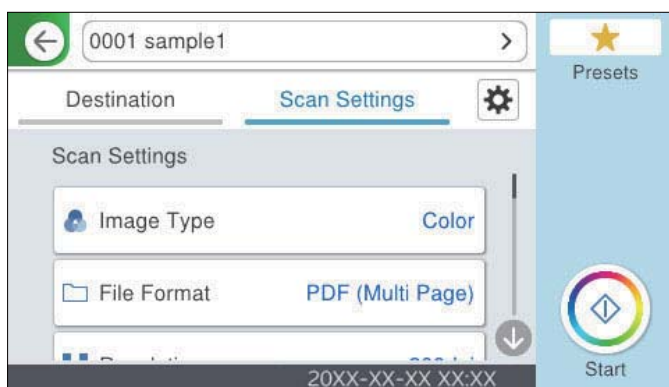 0001 sample1
Presets
Destination
Scan Settings
Scan Settings
Image Type
Color
File Format
PDF (Multi Page)
20XX-XX-XX XX:XX
Start